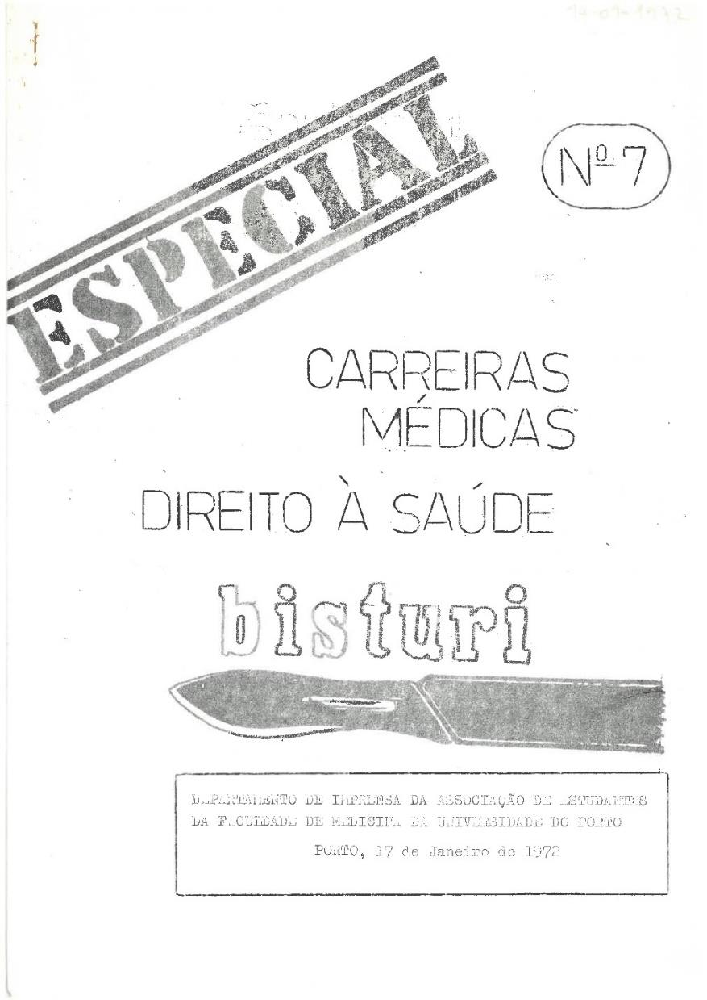 17-01-1972
ESPECIAL
Nº 7
CARREIRAS
MÉDICAS
DIREITO À SAÚDE
bisturi
DEPARTAMENTO DE IMPRENSA DA ASSOCIAÇÃO DE ESTUDANTES
DA FACULDADE DE MEDICINA DA UNIVERSIDADE DO PORTO
PORTO, 17 de Janeiro de 1972